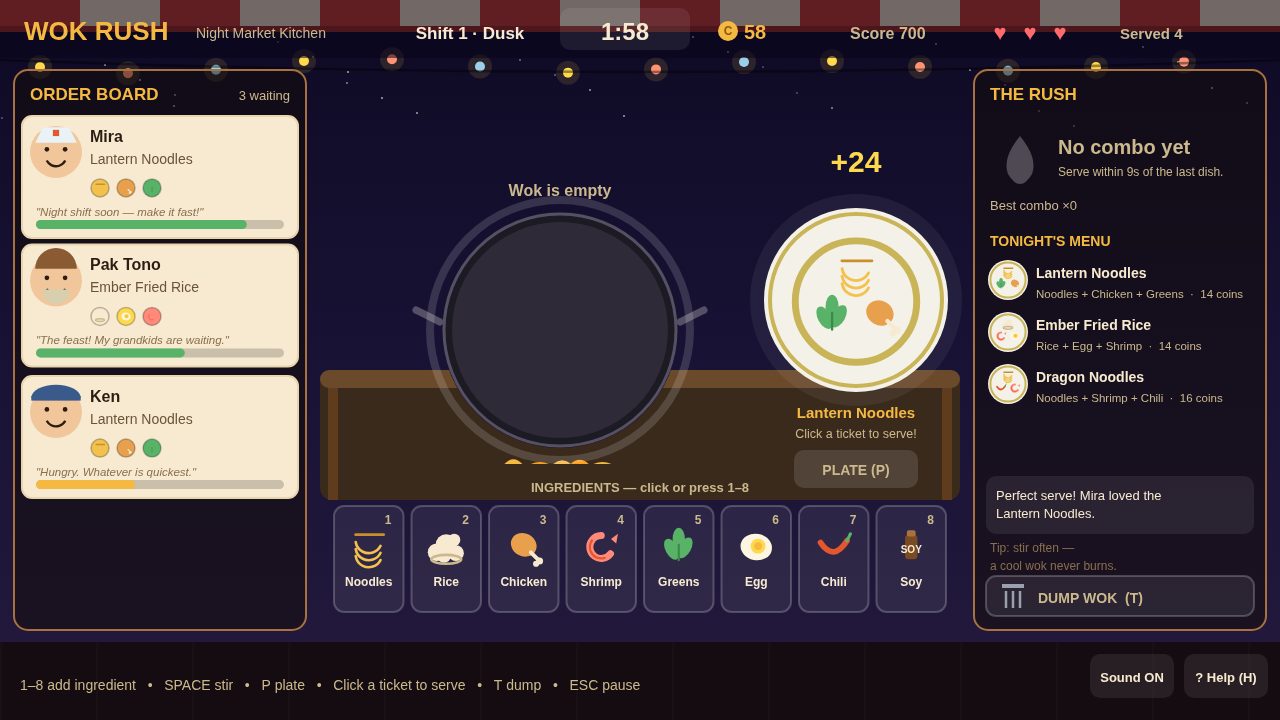 WOK RUSH
Night Market Kitchen
Shift 1 · Dusk
1:58
C 58
Score 700
Served 4
ORDER BOARD
3 waiting
Mira
Lantern Noodles
"Night shift soon — make it fast!"
Pak Tono
Ember Fried Rice
"The feast! My grandkids are waiting."
Ken
Lantern Noodles
"Hungry. Whatever is quickest."
Wok is empty
+24
Lantern Noodles
Click a ticket to serve!
PLATE (P)
INGREDIENTS — click or press 1–8
1
Noodles
2
Rice
3
Chicken
4
Shrimp
5
Greens
6
Egg
7
Chili
8
SOY
Soy
THE RUSH
No combo yet
Serve within 9s of the last dish.
Best combo ×0
TONIGHT'S MENU
Lantern Noodles
Noodles + Chicken + Greens · 14 coins
Ember Fried Rice
Rice + Egg + Shrimp · 14 coins
Dragon Noodles
Noodles + Shrimp + Chili · 16 coins
Perfect serve! Mira loved the
Lantern Noodles.
Tip: stir often —
a cool wok never burns.
DUMP WOK (T)
1–8 add ingredient • SPACE stir • P plate • Click a ticket to serve • T dump • ESC pause
Sound ON
? Help (H)